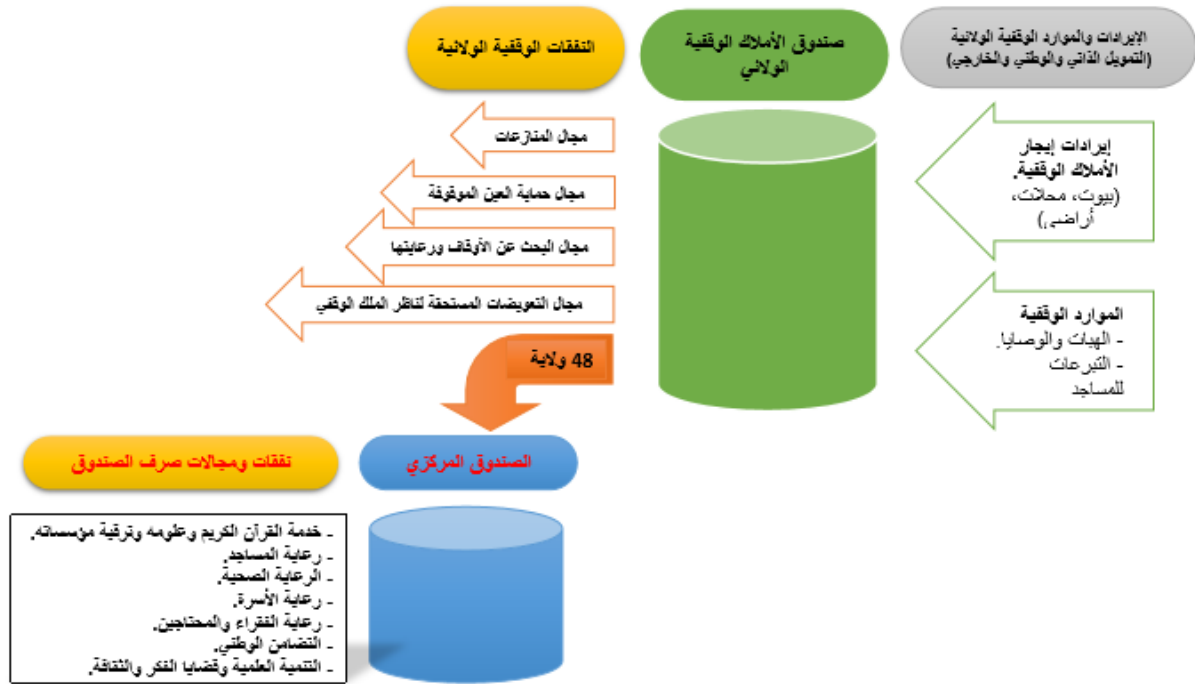 الإيرادات والموارد الوقفية الولائية
(التمويل الذاتي والوطني والخارجي)
صندوق الأملاك الوقفية
الولائي
النفقات الوقفية الولائية
إيرادات إيجار
الأملاك الوقفية.
(بيوت، محلات،
أراضي)
الموارد الوقفية
- الهبات والوصايا.
- التبرعات
للمساجد
مجال المنازعات
مجال حماية العين الموقوفة
مجال البحث عن الأوقاف ورعايتها
مجال التعويضات المستحقة لناظر الملك الوقفي
48 ولاية
الصندوق المركزي
نفقات ومجالات صرف الصندوق
- خدمة القرآن الكريم وعلومه وترقية مؤسساته.
- رعاية المساجد.
- الرعاية الصحية.
- رعاية الأسرة.
- رعاية الفقراء والمحتاجين.
- التضامن الوطني.
- التنمية العلمية وقضايا الفكر والثقافة.